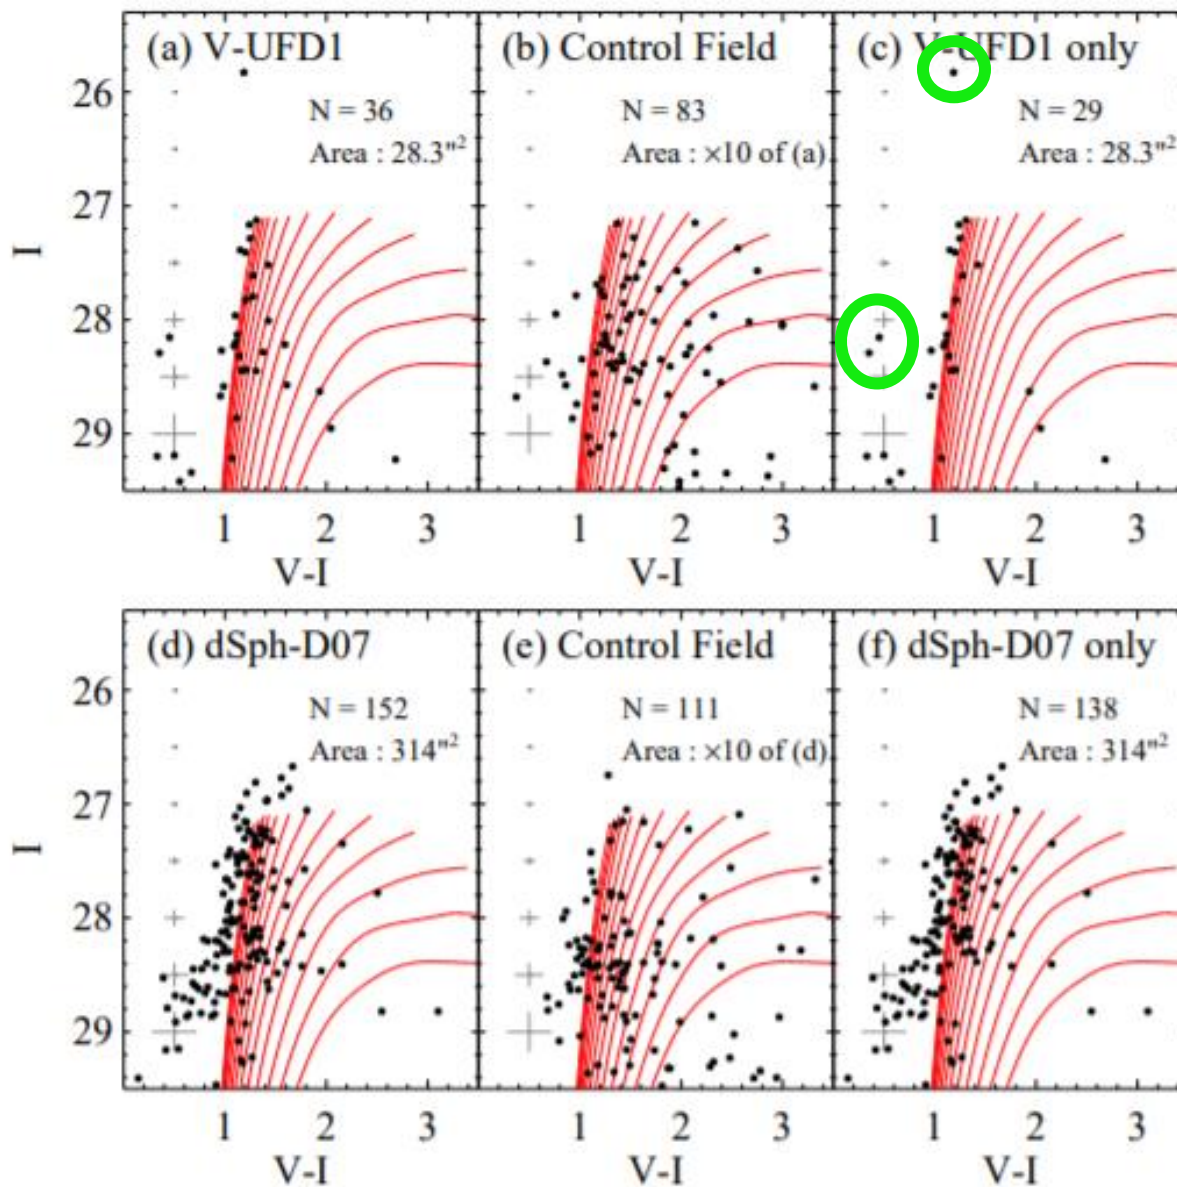 (a) V-UFD1
N = 36
Area : 28.3"²
(b) Control Field
N = 83
Area : ×10 of (a)
(c) V-UFD1 only
N = 29
Area : 28.3"²
26
27
28
29
I
1 2 3
1 2 3
1 2 3
V-I
V-I
V-I
(d) dSph-D07
N = 152
Area : 314"²
(e) Control Field
N = 111
Area : ×10 of (d)
(f) dSph-D07 only
N = 138
Area : 314"²
26
27
28
29
I
1 2 3
1 2 3
1 2 3
V-I
V-I
V-I